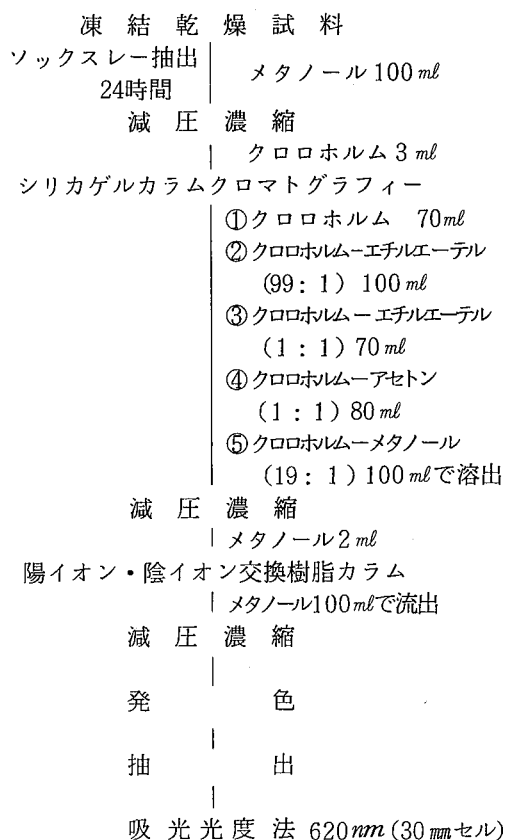 凍結乾燥試料
ソックスレー抽出
24時間
メタノール100㎖
減圧濃縮
クロロホルム3㎖
シリカゲルカラムクロマトグラフィー
①クロロホルム 70㎖
②クロロホルムーエチルエーテル
(99：1) 100㎖
③クロロホルムーエチルエーテル
(1：1) 70㎖
④クロロホルムーアセトン
(1：1) 80㎖
⑤クロロホルムーメタノール
(19：1) 100㎖で溶出
減圧濃縮
メタノール2㎖
陽イオン・陰イオン交換樹脂カラム
メタノール100㎖で流出
減圧濃縮
発色
抽出
吸光光度法 620nm(30㎜セル)